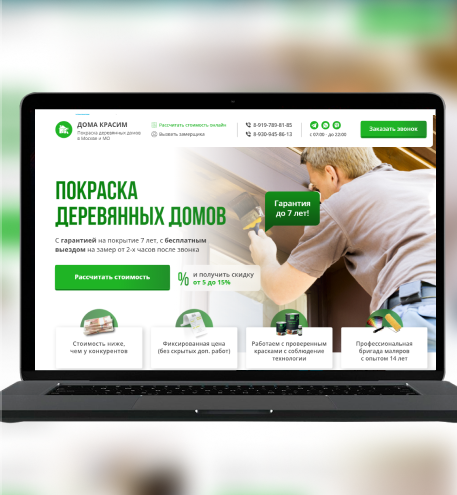 ДОМА КРАСИМ
Покраска деревянных домов
в Москве и МО
Рассчитать стоимость онлайн
Вызвать замерщика
8-919-789-81-85
8-930-945-86-13
с 07:00 - до 22:00
Заказать звонок
ПОКРАСКА
ДЕРЕВЯННЫХ ДОМОВ
Гарантия
до 7 лет!
С гарантией на покрытие 7 лет, с бесплатным
выездом на замер от 2-х часов после звонка
Рассчитать стоимость
% и получить скидку
от 5 до 15%
Стоимость ниже,
чем у конкурентов
Фиксированная цена
(без скрытых доп. работ)
Работаем с проверенным
красками с соблюдение
технологии
Профессиональная
бригада маляров
с опытом 14 лет